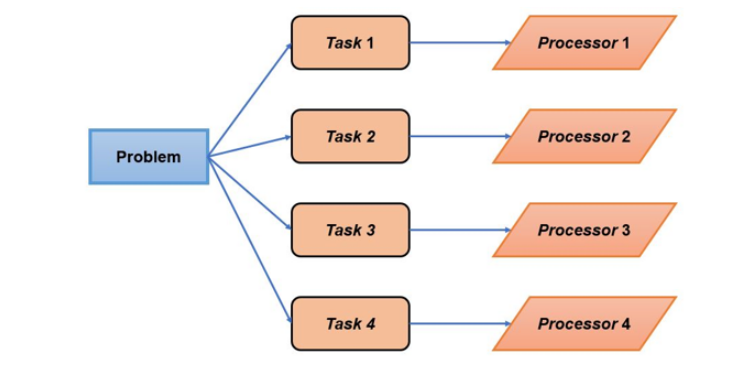 Task 1
Processor 1
Task 2
Processor 2
Problem
Task 3
Processor 3
Task 4
Processor 4